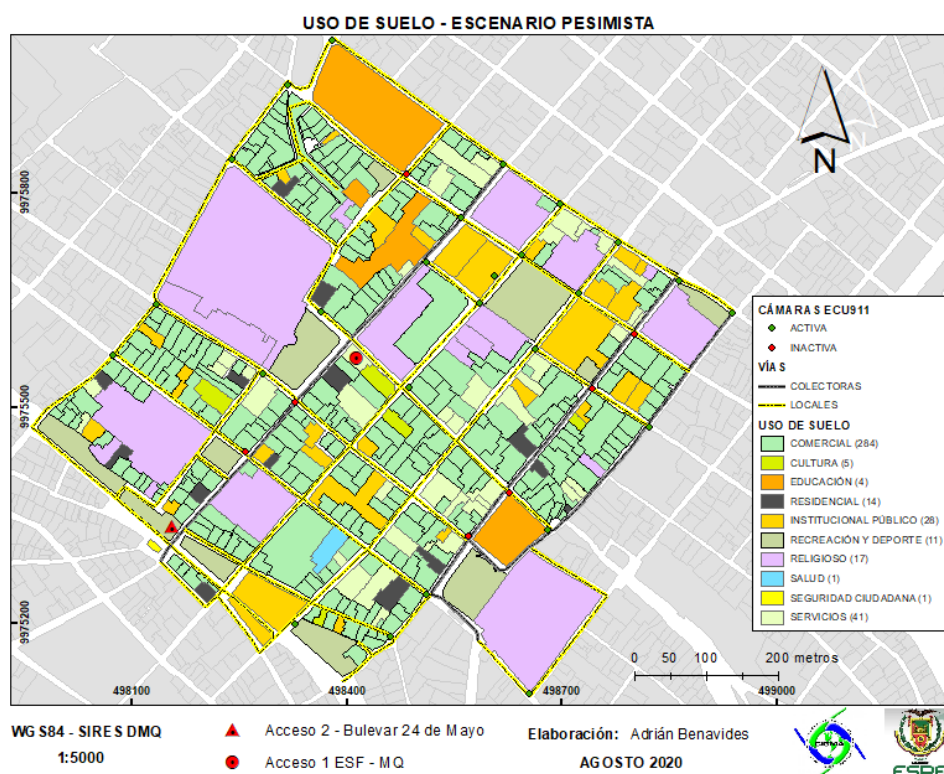 USO DE SUELO - ESCENARIO PESIMISTA
N
9975800
9975500
9975200
498100
498400
498700
499000
CÁMARAS ECU911
ACTIVA
INACTIVA
VÍAS
COLECTORAS
LOCALES
USO DE SUELO
COMERCIAL (284)
CULTURA (5)
EDUCACIÓN (4)
RESIDENCIAL (14)
INSTITUCIONAL PÚBLICO (28)
RECREACIÓN Y DEPORTE (11)
RELIGIOSO (17)
SALUD (1)
SEGURIDAD CIUDADANA (1)
SERVICIOS (41)
0 50 100 200 metros
WGS84 - SIRES DMQ
1:5000
Acceso 2 - Bulevar 24 de Mayo
Acceso 1 ESF - MQ
Elaboración: Adrián Benavides
AGOSTO 2020
ESPE